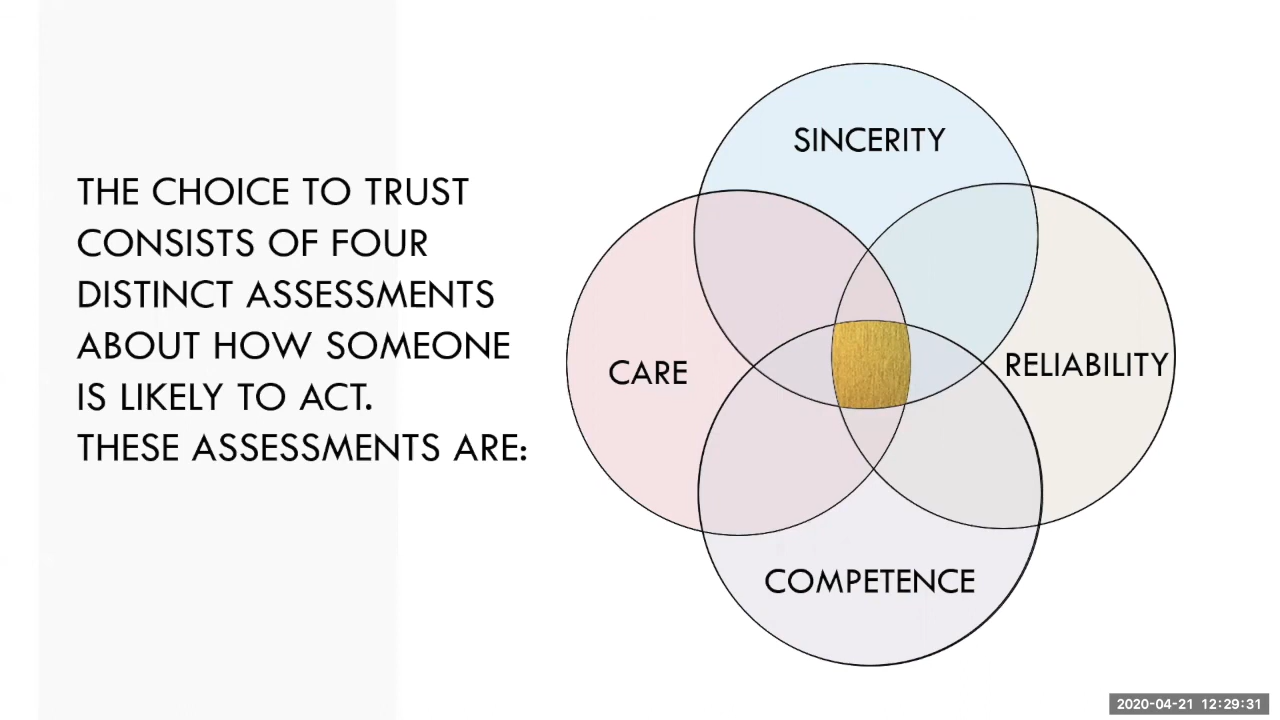 THE CHOICE TO TRUST
CONSISTS OF FOUR
DISTINCT ASSESSMENTS
ABOUT HOW SOMEONE
IS LIKELY TO ACT.
THESE ASSESSMENTS ARE:
SINCERITY
CARE
RELIABILITY
COMPETENCE
2020-04-21 12:29:31